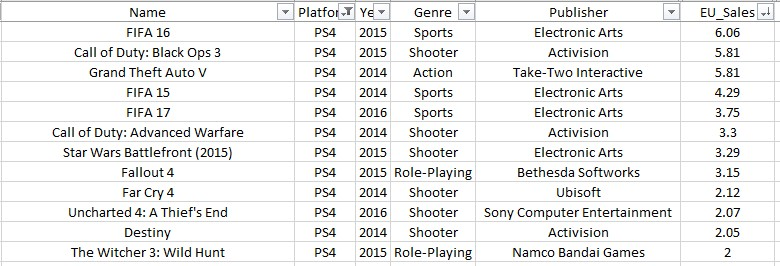 Name Platfor Ye Genre Publisher EU_Sales
FIFA 16 PS4 2015 Sports Electronic Arts 6.06
Call of Duty: Black Ops 3 PS4 2015 Shooter Activision 5.81
Grand Theft Auto V PS4 2014 Action Take-Two Interactive 5.81
FIFA 15 PS4 2014 Sports Electronic Arts 4.29
FIFA 17 PS4 2016 Sports Electronic Arts 3.75
Call of Duty: Advanced Warfare PS4 2014 Shooter Activision 3.3
Star Wars Battlefront (2015) PS4 2015 Shooter Electronic Arts 3.29
Fallout 4 PS4 2015 Role-Playing Bethesda Softworks 3.15
Far Cry 4 PS4 2014 Shooter Ubisoft 2.12
Uncharted 4: A Thief's End PS4 2016 Shooter Sony Computer Entertainment 2.07
Destiny PS4 2014 Shooter Activision 2.05
The Witcher 3: Wild Hunt PS4 2015 Role-Playing Namco Bandai Games 2